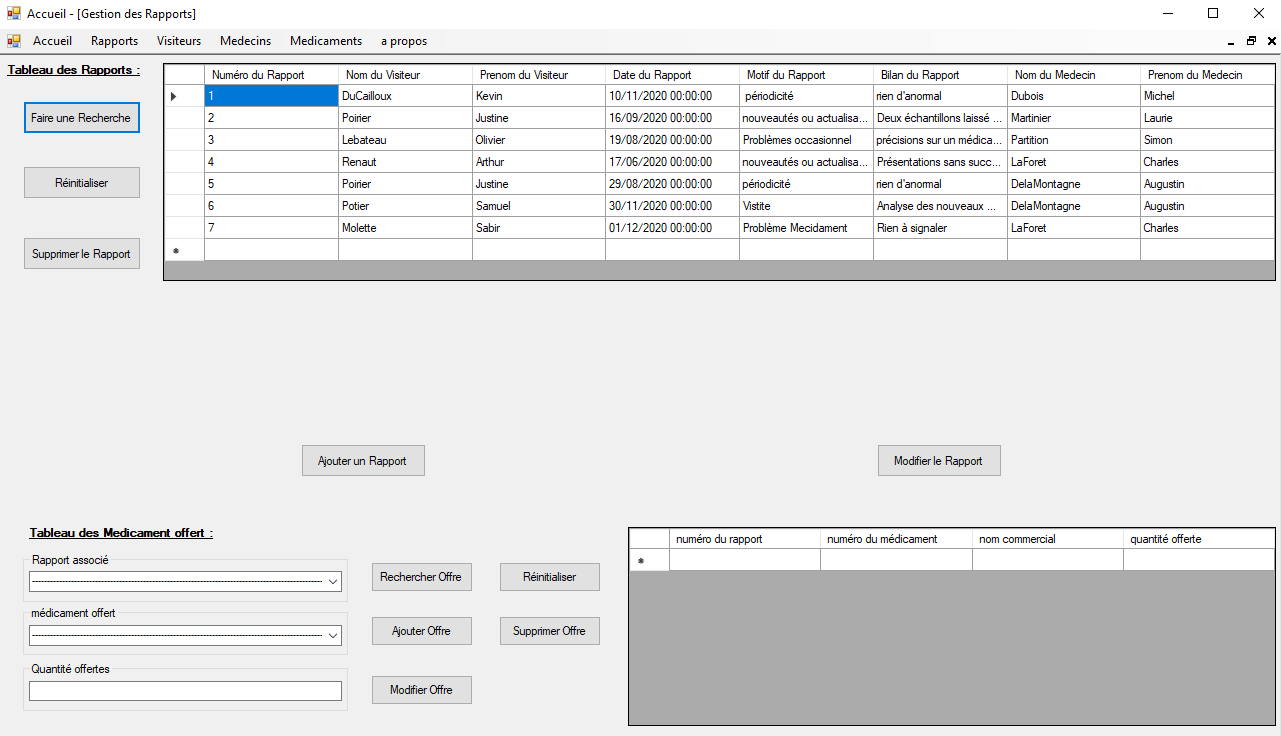 Accueil - [Gestion des Rapports]
Accueil Rapports Visiteurs Medecins Medicaments a propos
Tableau des Rapports :
Faire une Recherche
Réinitialiser
Supprimer le Rapport
Numéro du Rapport Nom du Visiteur Prenom du Visiteur Date du Rapport Motif du Rapport Bilan du Rapport Nom du Medecin Prenom du Medecin
1 DuCailloux Kevin 10/11/2020 00:00:00 périodicité rien d'anormal Dubois Michel
2 Poirier Justine 16/09/2020 00:00:00 nouveautés ou actualisa... Deux échantillons laissé ... Martinier Laurie
3 Lebateau Olivier 19/08/2020 00:00:00 Problèmes occasionnel précisions sur un médica... Partition Simon
4 Renaut Arthur 17/06/2020 00:00:00 nouveautés ou actualisa... Présentations sans succ... LaForet Charles
5 Poirier Justine 29/08/2020 00:00:00 périodicité rien d'anormal DelaMontagne Augustin
6 Potier Samuel 30/11/2020 00:00:00 Vistite Analyse des nouveaux ... DelaMontagne Augustin
7 Molette Sabir 01/12/2020 00:00:00 Problème Mecidament Rien à signaler LaForet Charles
Ajouter un Rapport
Modifier le Rapport
Tableau des Medicament offert :
Rapport associé
médicament offert
Quantité offertes
Rechercher Offre
Réinitialiser
Ajouter Offre
Supprimer Offre
Modifier Offre
numéro du rapport numéro du médicament nom commercial quantité offerte